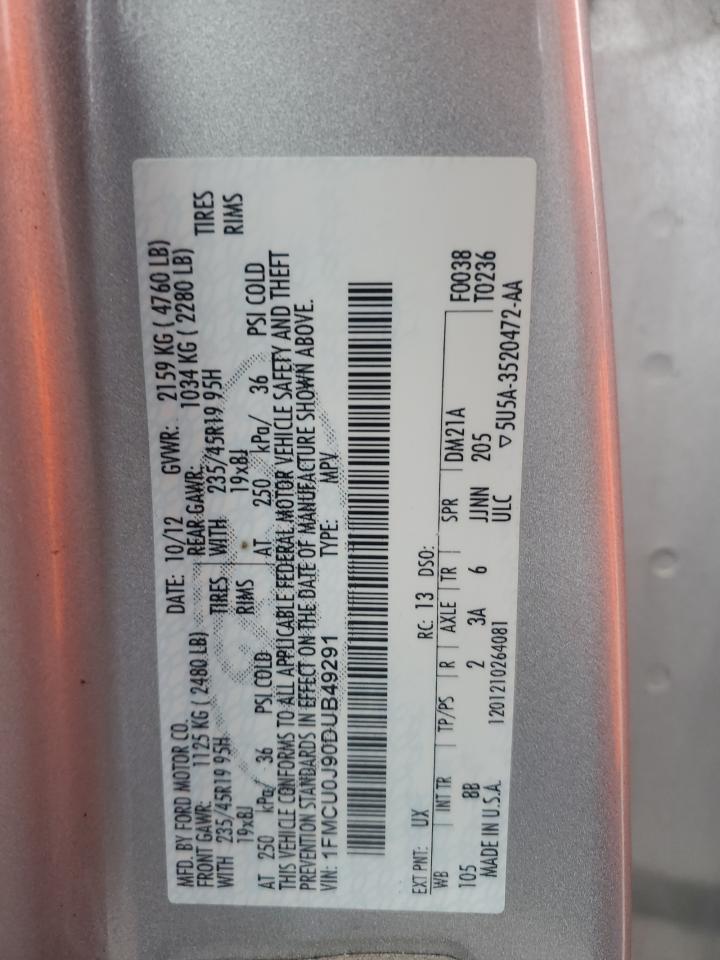 MFD. BY FORD MOTOR CO. DATE: 10/12 GVWR: 2159 KG ( 4760 LB)
FRONT GAWR: 1125 KG ( 2480 LB) REAR GAWR: 1034 KG ( 2280 LB)
WITH 235/45R19 95H TIRES WITH 235/45R19 95H TIRES
19x8J RIMS 19x8J RIMS
AT 250 kPa/ 36 PSI COLD AT 250 kPa/ 36 PSI COLD
THIS VEHICLE CONFORMS TO ALL APPLICABLE FEDERAL MOTOR VEHICLE SAFETY AND THEFT
PREVENTION STANDARDS IN EFFECT ON THE DATE OF MANUFACTURE SHOWN ABOVE.
VIN: 1FMCU0J90DUB49291 TYPE: MPV
EXT PNT: UX RC: 13 DSO: F0038
WB INT TR TP/PS R AXLE TR SPR DM21A T0236
105 8B 2 3A 6 JJNN 205
MADE IN U.S.A. 1201210264081 ULC ▽5U5A-3520472-AA